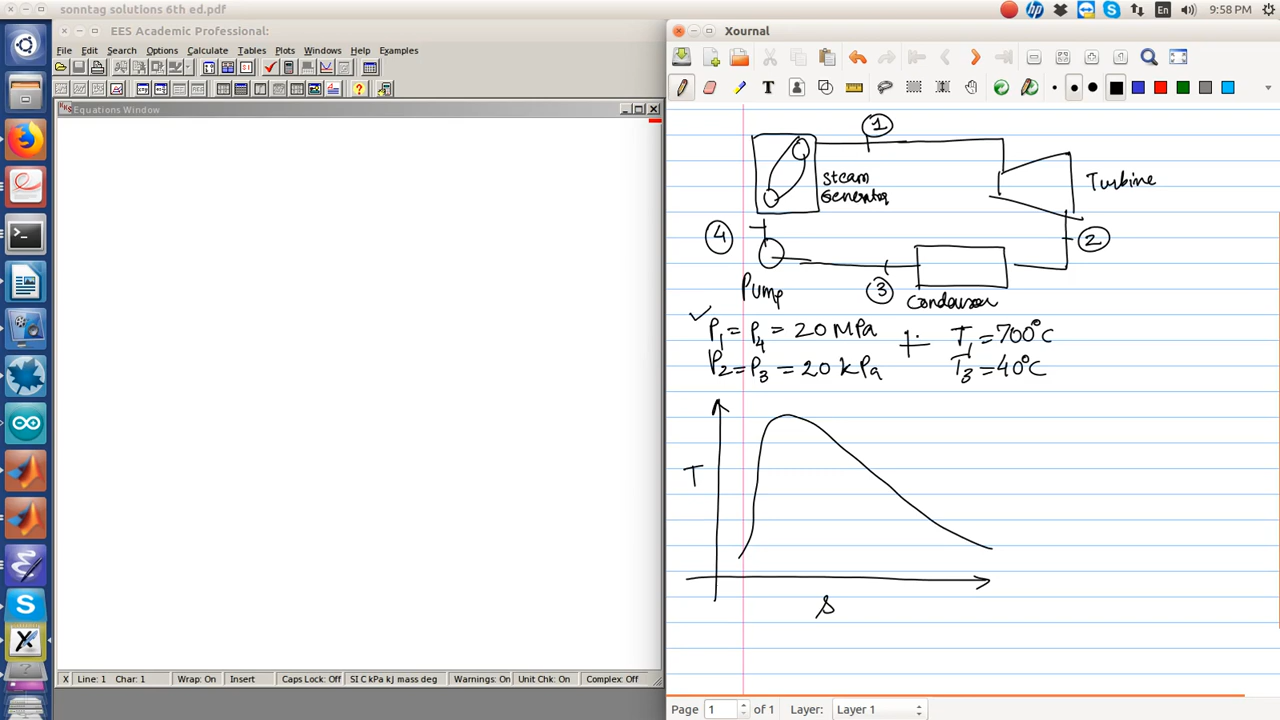 sonntag solutions 6th ed.pdf
En
9:58 PM
EES Academic Professional:
File Edit Search Options Calculate Tables Plots Windows Help Examples
Equations Window
X Line: 1 Char: 1 Wrap: On Insert Caps Lock: Off SI C kPa kJ mass deg Warnings: On Unit Chk: On Complex: Off
Xournal
1
Steam
Generator
Turbine
4
2
3
Pump
P1 = P4 = 20 MPa T1 = 700°C
P2 = P3 = 20 kPa T3 = 40°C
T
s
Page 1 of 1 Layer: Layer 1